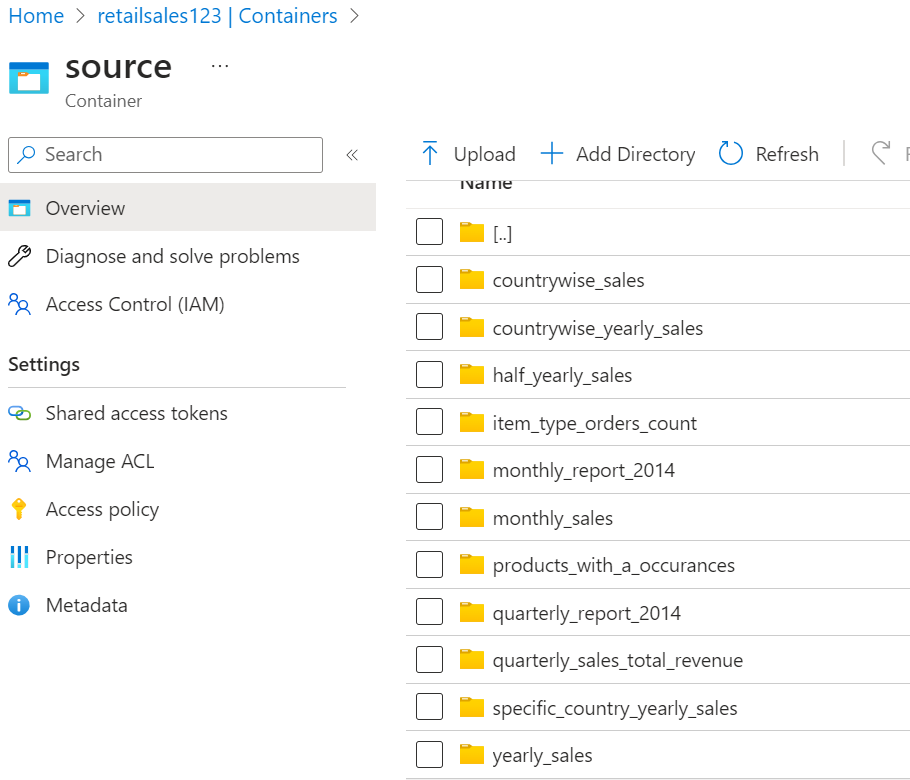 Home > retailsales123 | Containers >
source ...
Container
Search «
Upload Add Directory Refresh
Name
Overview
Diagnose and solve problems
Access Control (IAM)
Settings
Shared access tokens
Manage ACL
Access policy
Properties
Metadata
[..]
countrywise_sales
countrywise_yearly_sales
half_yearly_sales
item_type_orders_count
monthly_report_2014
monthly_sales
products_with_a_occurances
quarterly_report_2014
quarterly_sales_total_revenue
specific_country_yearly_sales
yearly_sales